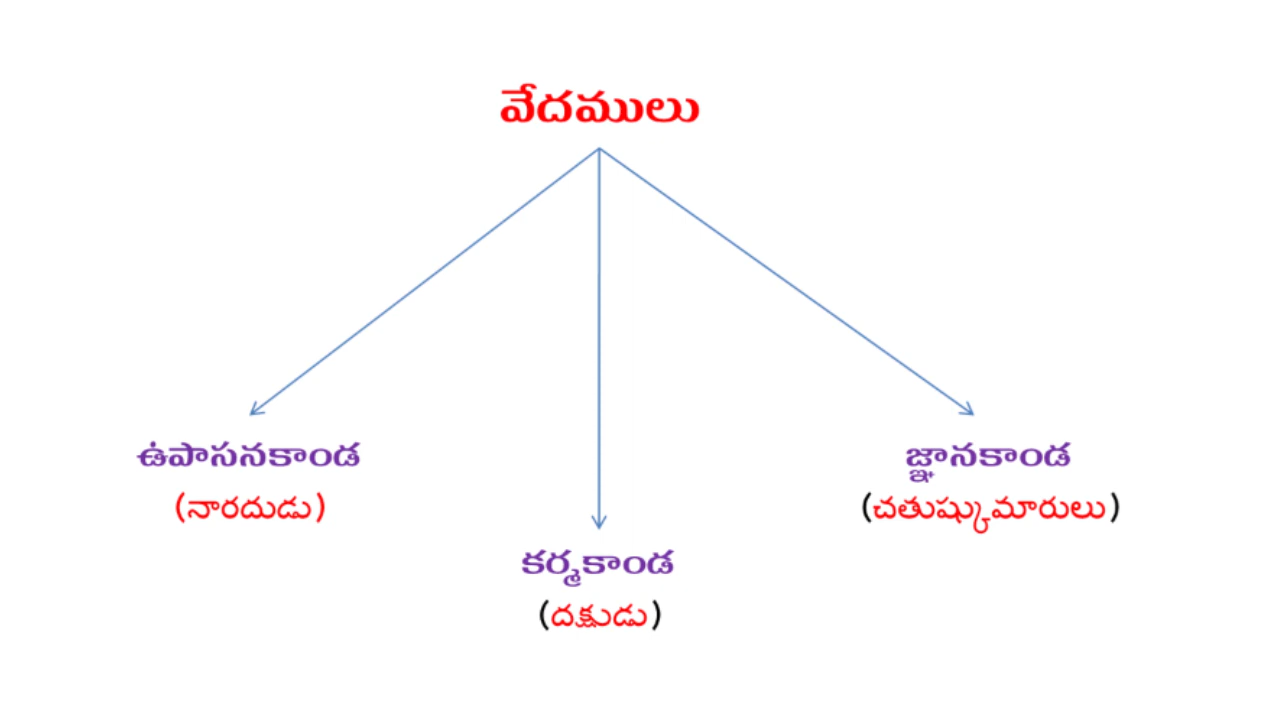 వేదములు
ఉపాసనకాండ
(నారదుడు)
జ్ఞానకాండ
(చతుష్కుమారులు)
కర్మకాండ
(దక్షుడు)